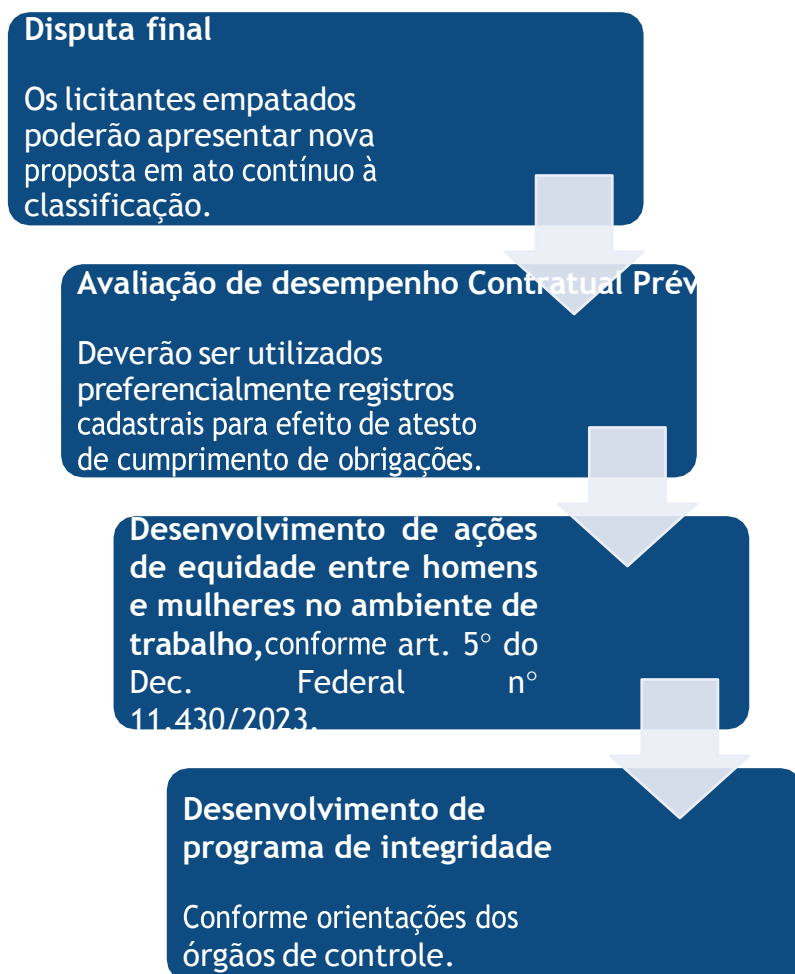 Disputa final
Os licitantes empatados
poderão apresentar nova
proposta em ato contínuo à
classificação.
Avaliação de desempenho Contratual Prév
Deverão ser utilizados
preferencialmente registros
cadastrais para efeito de atesto
de cumprimento de obrigações.
Desenvolvimento de ações
de equidade entre homens
e mulheres no ambiente de
trabalho,conforme art. 5° do
Dec. Federal n°
11.430/2023.
Desenvolvimento de
programa de integridade
Conforme orientações dos
órgãos de controle.